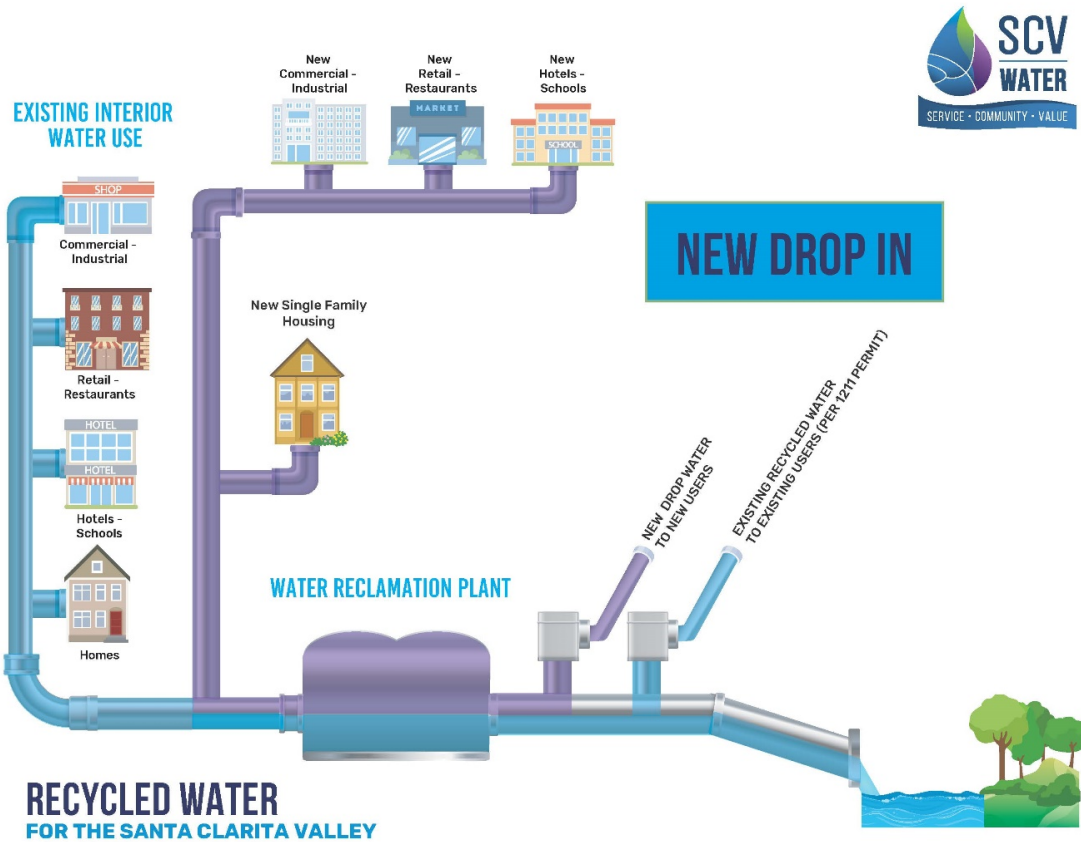 SCV
WATER
SERVICE • COMMUNITY • VALUE
EXISTING INTERIOR
WATER USE
New
Commercial -
Industrial
New
Retail -
Restaurants
New
Hotels -
Schools
MARKET
SCHOOL
SHOP
Commercial -
Industrial
Retail -
Restaurants
HOTEL
HOTEL
Hotels -
Schools
Homes
New Single Family
Housing
NEW DROP IN
NEW DROP WATER
TO NEW USERS
EXISTING RECYCLED WATER
TO EXISTING USERS (PER 1211 PERMIT)
WATER RECLAMATION PLANT
RECYCLED WATER
FOR THE SANTA CLARITA VALLEY